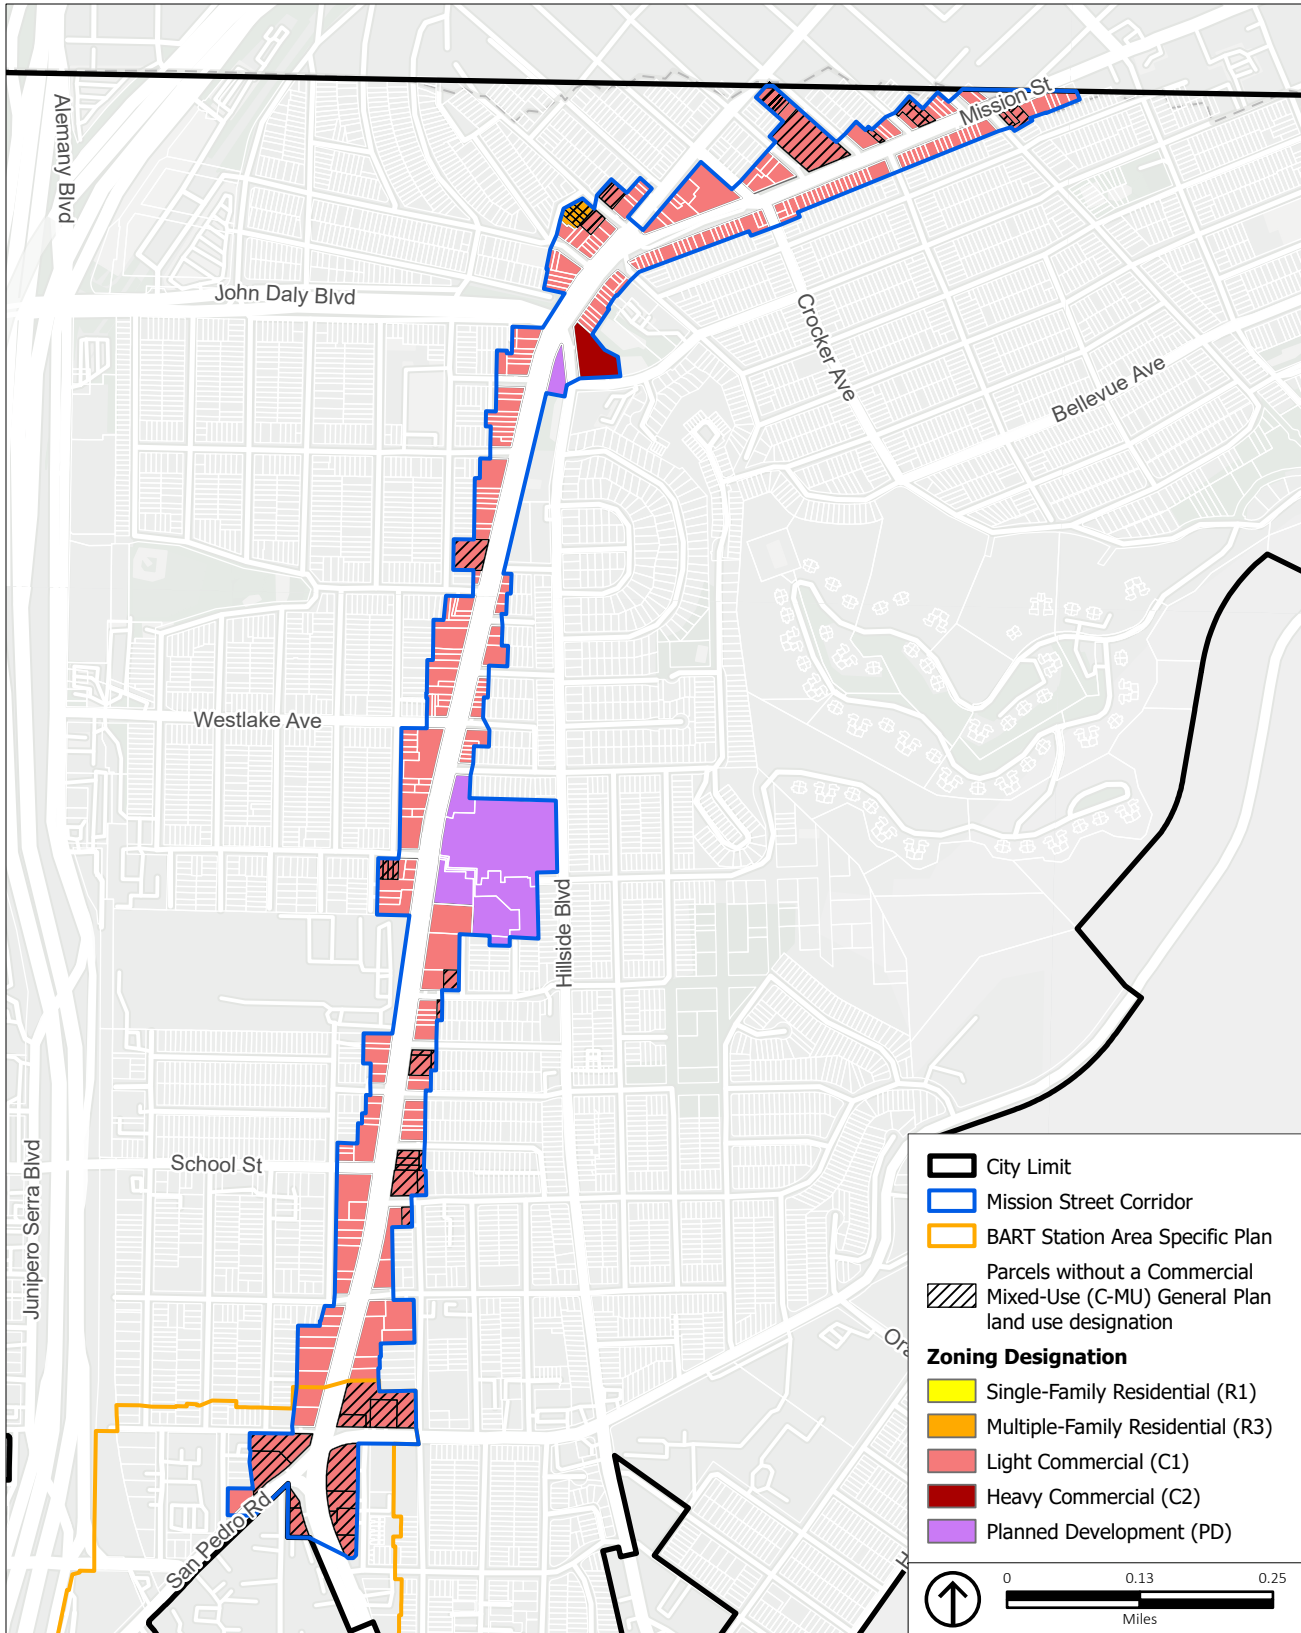 Mission St
Alemany Blvd
John Daly Blvd
Crocker Ave
Bellevue Ave
Westlake Ave
Hillside Blvd
School St
Junipero Serra Blvd
San Pedro Rd
City Limit
Mission Street Corridor
BART Station Area Specific Plan
Parcels without a Commercial
Mixed-Use (C-MU) General Plan
land use designation
Zoning Designation
Single-Family Residential (R1)
Multiple-Family Residential (R3)
Light Commercial (C1)
Heavy Commercial (C2)
Planned Development (PD)
0 0.13 0.25
Miles